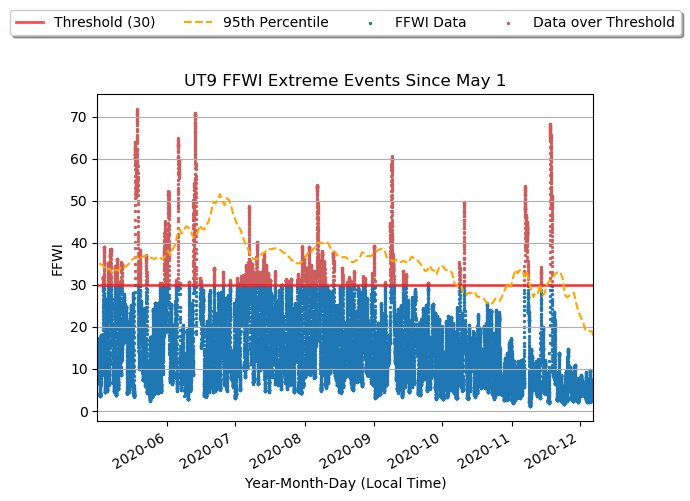 Threshold (30) 95th Percentile FFWI Data Data over Threshold
UT9 FFWI Extreme Events Since May 1
70
60
50
40
30
20
10
0
FFWI
2020-06 2020-07 2020-08 2020-09 2020-10 2020-11 2020-12
Year-Month-Day (Local Time)